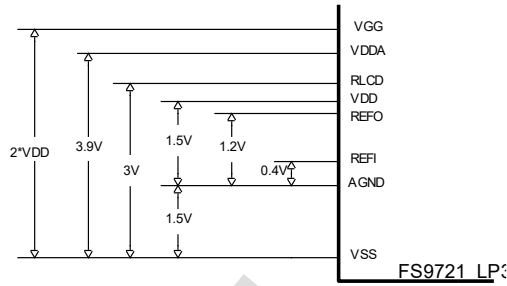 VGG
VDDA
RLCD
VDD
REFO
1.5V
1.2V
2*VDD
3.9V
3V
0.4V
REFI
AGND
1.5V
VSS
FS9721_LP3